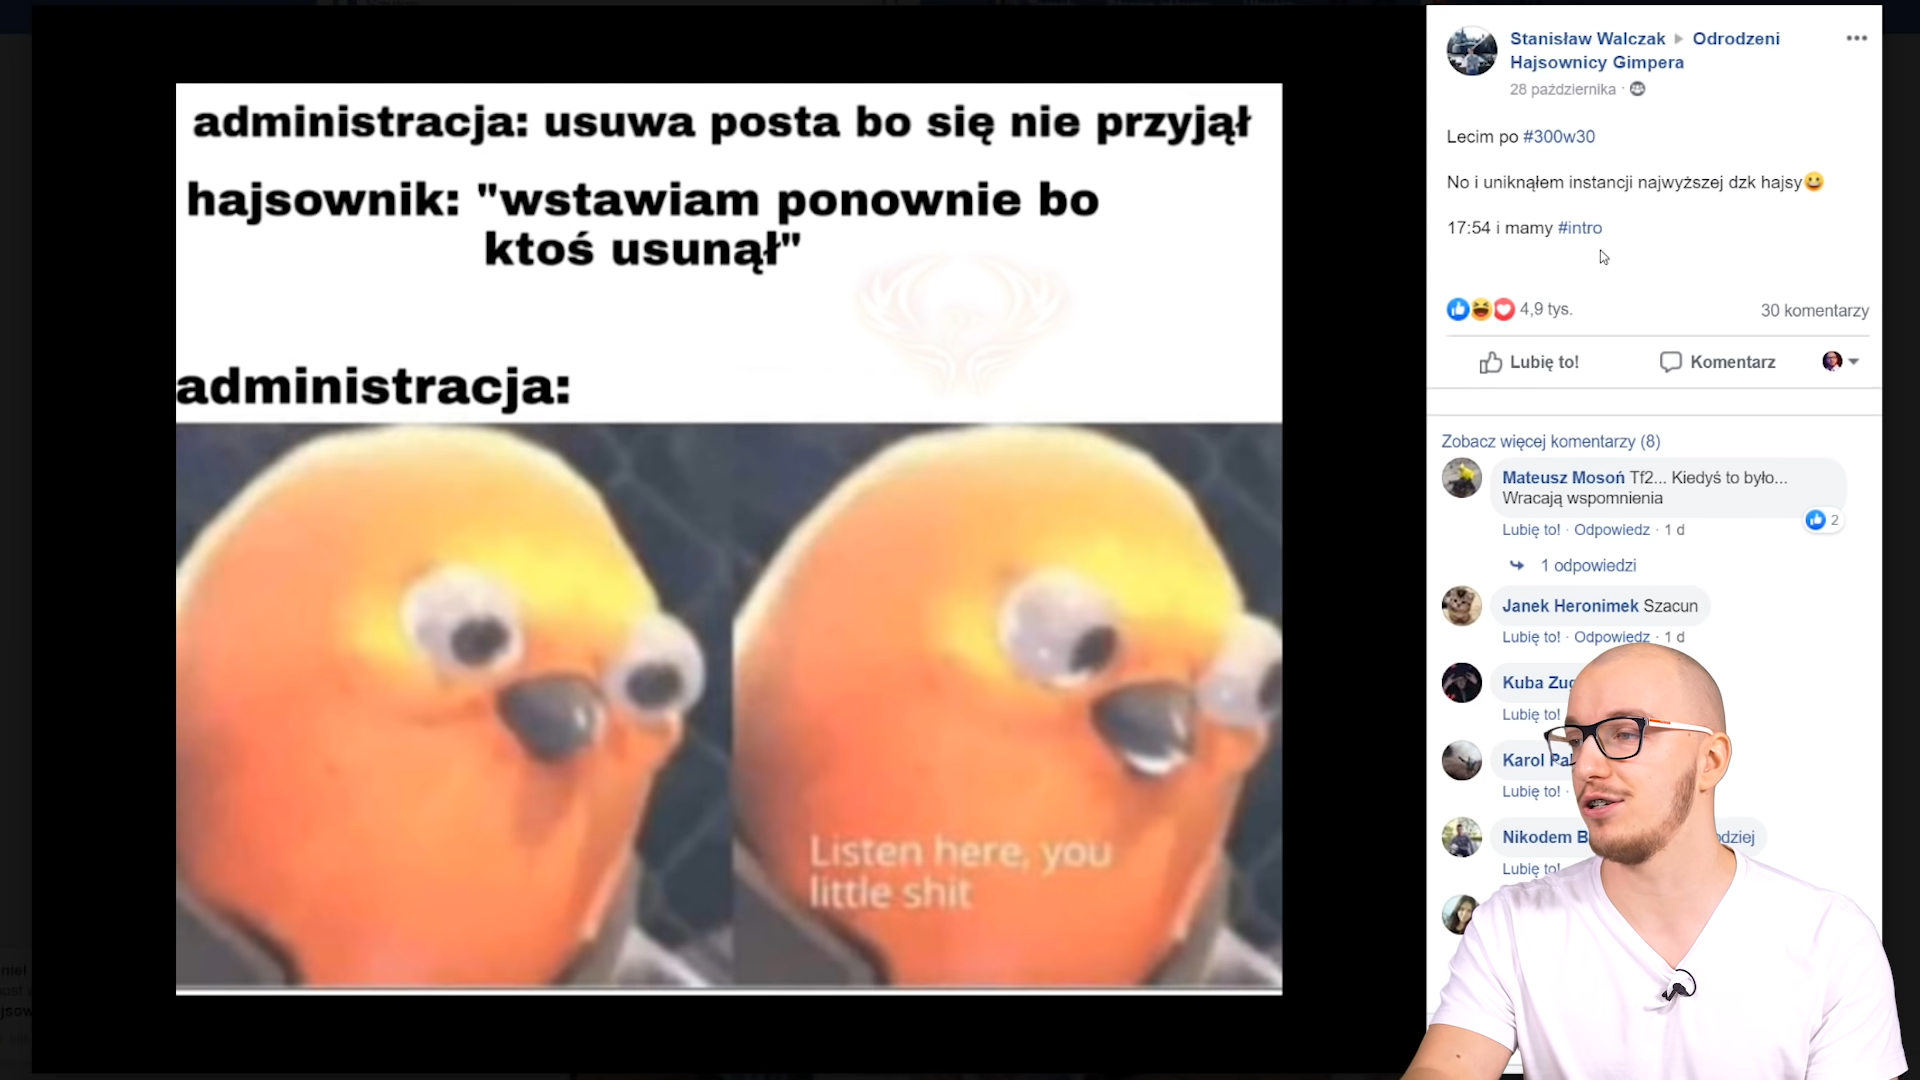 administracja: usuwa posta bo się nie przyjął
hajsownik: "wstawiam ponownie bo
ktoś usunął"
administracja:
Listen here, you
little shit
Stanisław Walczak Odrodzeni
Hajsownicy Gimpera
28 października ·
Lecim po #300w30
No i uniknąłem instancji najwyższej dzk hajsy😀
17:54 i mamy #intro
4,9 tys.
30 komentarzy
Lubię to!
Komentarz
Zobacz więcej komentarzy (8)
Mateusz Mosoń Tf2... Kiedyś to było...
Wracają wspomnienia
2
Lubię to! · Odpowiedz · 1 d
1 odpowiedzi
Janek Heronimek Szacun
Lubię to! · Odpowiedz · 1 d
Kuba
Lubię to!
Karol
Lubię to! ·
Nikodem
Lubię to!